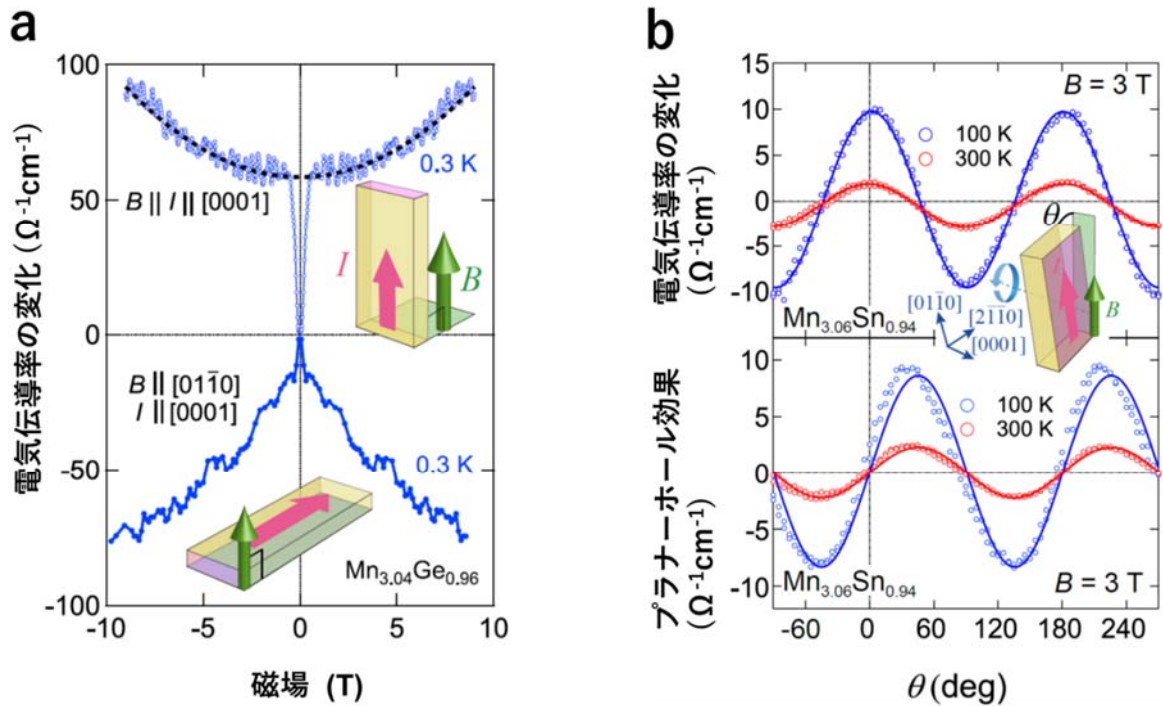 a
電気伝導率の変化 (Ω⁻¹cm⁻¹)
100
50
0
-50
-100
0.3 K
B || I || [0001]
I
B
B || [011̅0]
I || [0001]
0.3 K
Mn₃.₀₄Ge₀.₉₆
-10
-5
0
5
10
磁場 (T)
b
電気伝導率の変化
(Ω⁻¹cm⁻¹)
15
10
5
0
-5
-10
B = 3 T
100 K
300 K
θ
I
B
[011̅0]
[21̅1̅0]
[0001]
Mn₃.₀₆Sn₀.₉₄
プラナーホール効果
(Ω⁻¹cm⁻¹)
10
5
0
-5
-10
100 K
300 K
Mn₃.₀₆Sn₀.₉₄
B = 3 T
-60
0
60
120
180
240
θ (deg)